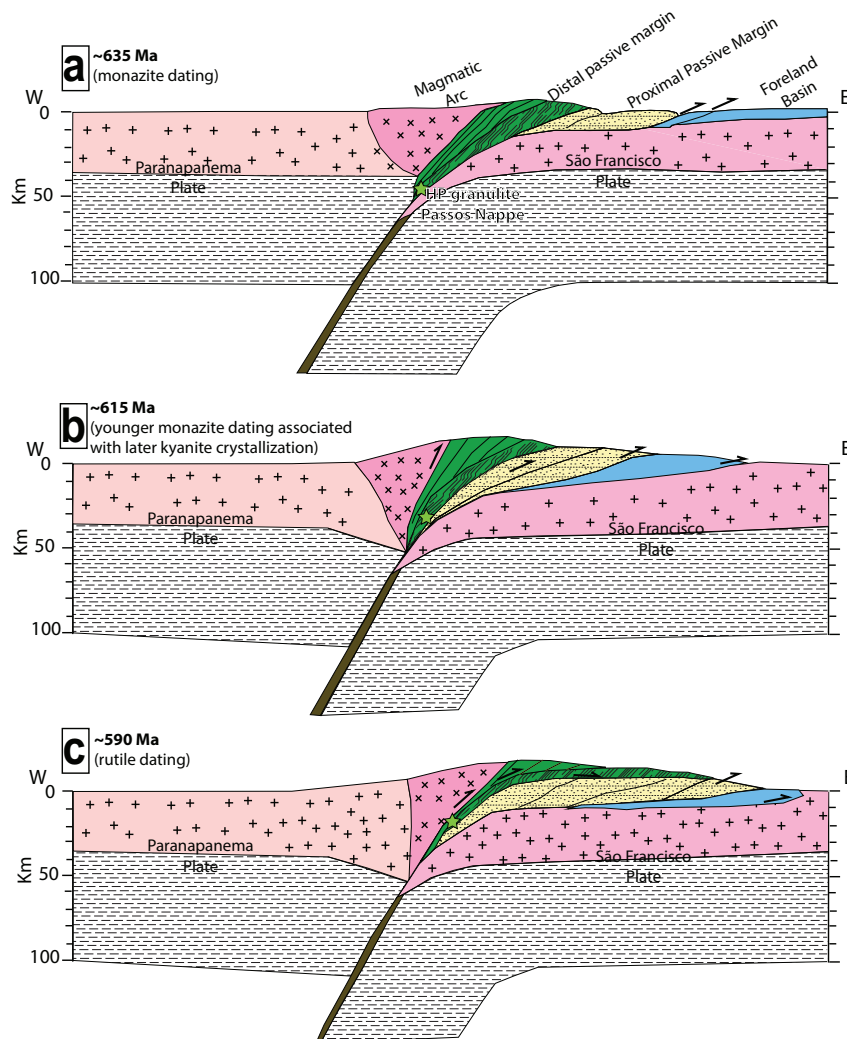 a ~635 Ma
(monazite dating)
Magmatic
Arc
Distal passive margin
Proximal Passive Margin
Foreland
Basin
W
E
0
50
100
Km
Paranapanema
Plate
São Francisco
Plate
HP granulite
Passos Nappe
b ~615 Ma
(younger monazite dating associated
with later kyanite crystallization)
W
E
0
50
100
Km
Paranapanema
Plate
São Francisco
Plate
c ~590 Ma
(rutile dating)
W
E
0
50
100
Km
Paranapanema
Plate
São Francisco
Plate